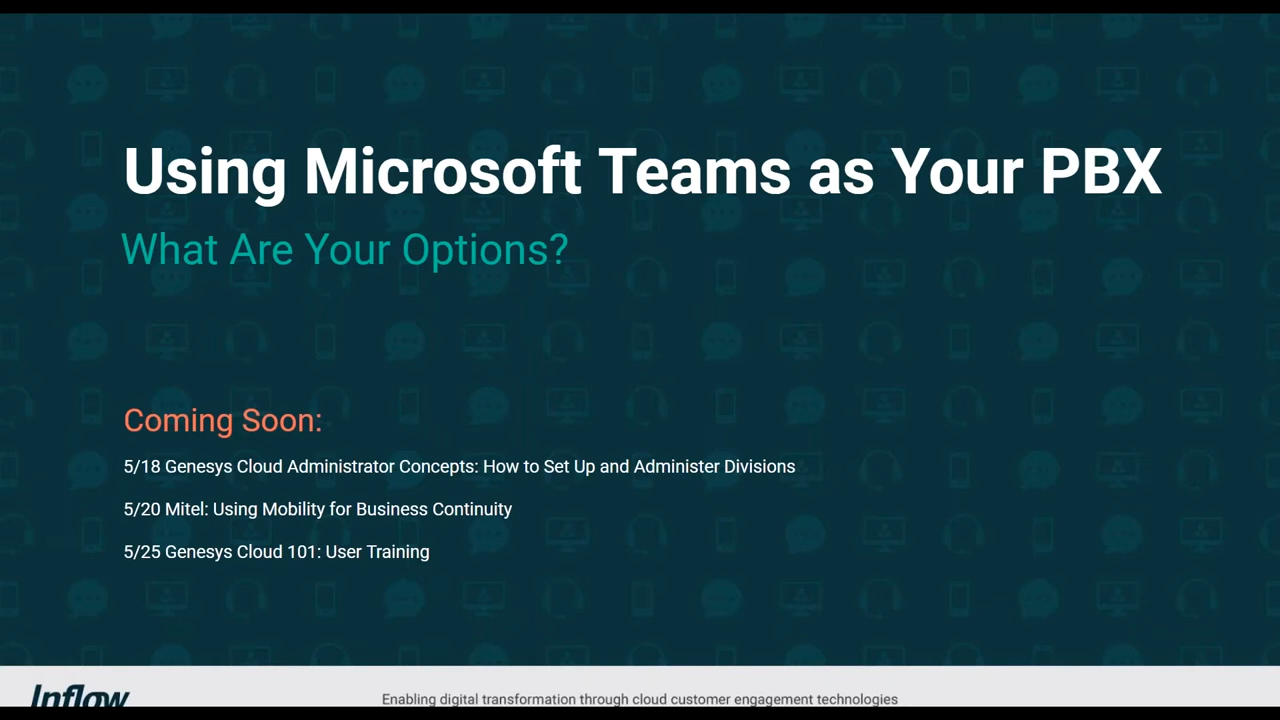 Using Microsoft Teams as Your PBX
What Are Your Options?
Coming Soon:
5/18 Genesys Cloud Administrator Concepts: How to Set Up and Administer Divisions
5/20 Mitel: Using Mobility for Business Continuity
5/25 Genesys Cloud 101: User Training
Inflow
Enabling digital transformation through cloud customer engagement technologies